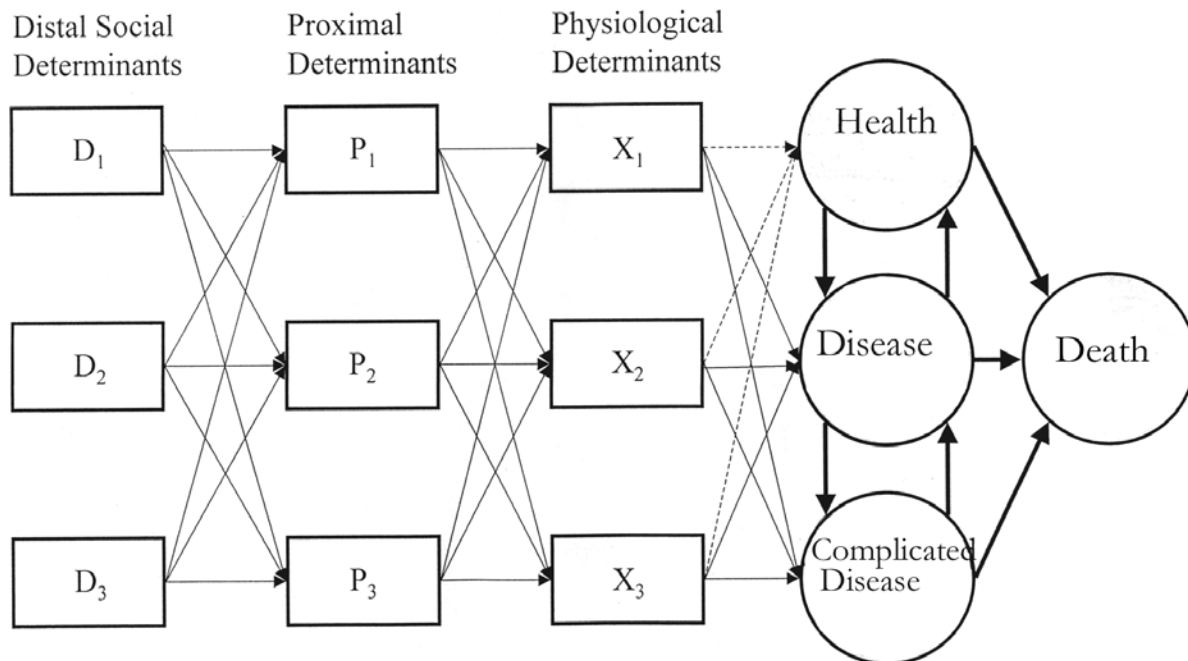 Distal Social
Determinants
Proximal
Determinants
Physiological
Determinants
D₁
P₁
X₁
Health
D₂
P₂
X₂
Disease
Death
D₃
P₃
X₃
Complicated
Disease